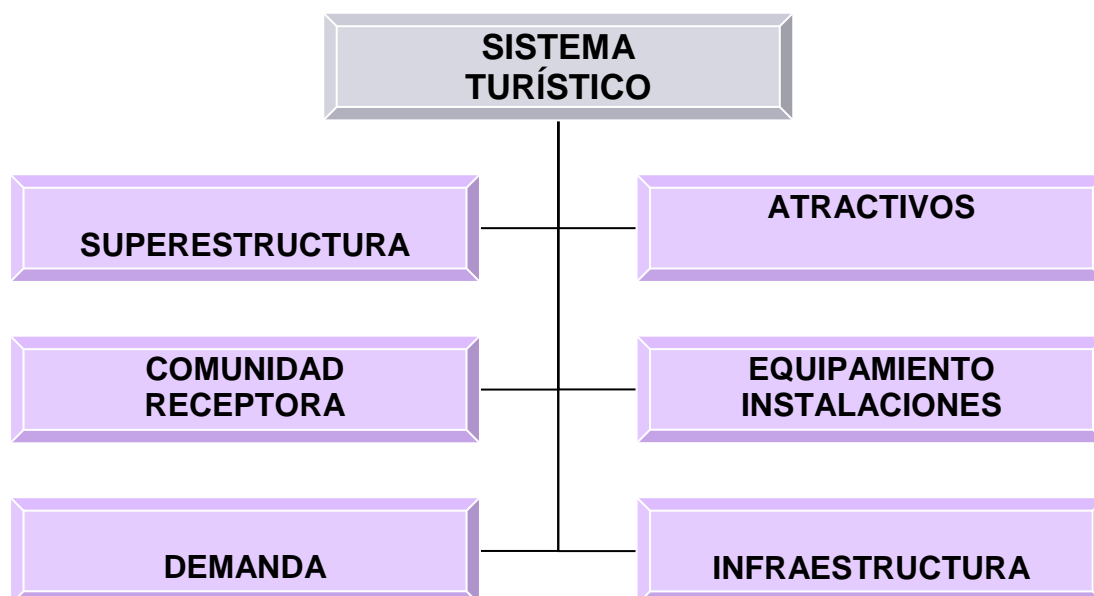 SISTEMA
TURÍSTICO
SUPERESTRUCTURA
ATRACTIVOS
COMUNIDAD
RECEPTORA
EQUIPAMIENTO
INSTALACIONES
DEMANDA
INFRAESTRUCTURA